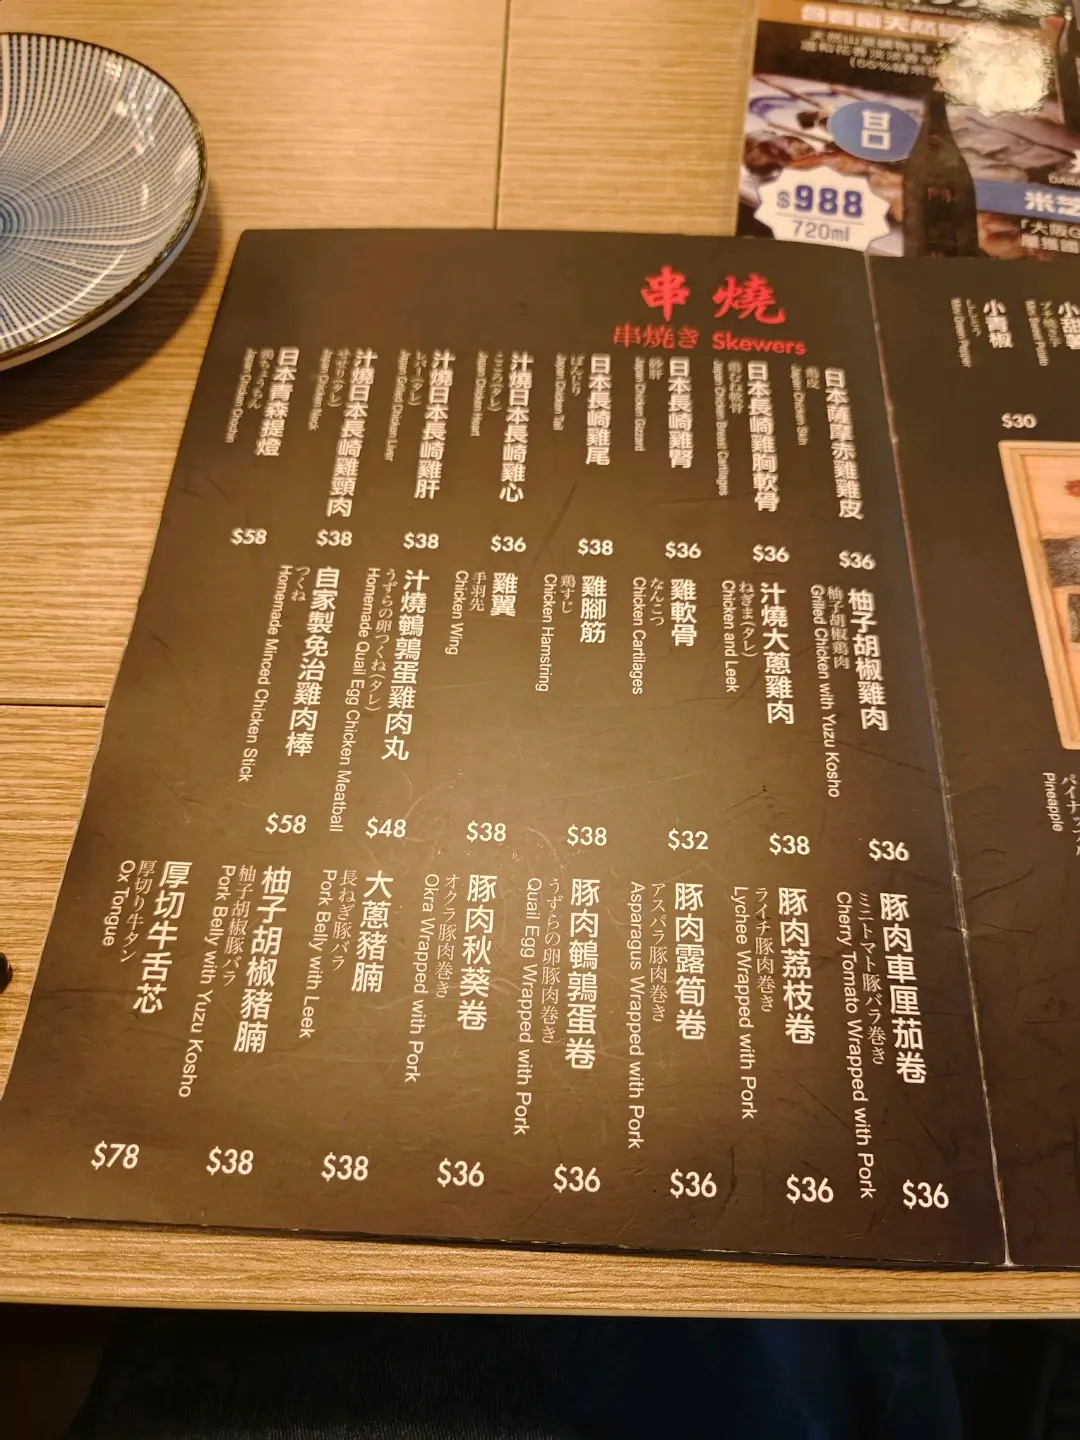 串燒
串焼き Skewers
日本薩摩赤雞雞皮
鶏皮
Japan Chicken Skin
$36
日本長崎雞胸軟骨
Japan Chicken Breast Cartilages
$36
日本長崎雞腎
砂肝
Japan Chicken Gizzard
$36
日本長崎雞尾
ぼんじり
Japan Chicken Tail
$38
汁燒日本長崎雞心
こころ(タレ)
Japan Chicken Heart
$36
汁燒日本長崎雞肝
レバー(タレ)
Japan Grilled Chicken Liver
$38
汁燒日本長崎雞頸肉
せせり(タレ)
Japan Chicken Neck
$38
日本青森提燈
Japan Chicken Chochin
$58
柚子胡椒雞肉
柚子胡椒鶏肉
Grilled Chicken with Yuzu Kosho
$36
汁燒大蔥雞肉
ねぎま(タレ)
Chicken and Leek
$38
雞軟骨
なんこつ
Chicken Cartilages
$32
雞腳筋
鶏すじ
Chicken Hamstring
$38
雞翼
手羽先
Chicken Wing
$38
汁燒鵪鶉蛋雞肉丸
うずらの卵つくね(タレ)
Homemade Quail Egg Chicken Meatball
$48
自家製免治雞肉棒
つくね
Homemade Minced Chicken Stick
$58
豚肉車厘茄卷
ミニトマト豚バラ巻き
Cherry Tomato Wrapped with Pork
$36
豚肉荔枝卷
ライチ豚肉巻き
Lychee Wrapped with Pork
$36
豚肉露筍卷
アスパラ豚肉巻き
Asparagus Wrapped with Pork
$36
豚肉鵪鶉蛋卷
うずらの卵豚肉巻き
Quail Egg Wrapped with Pork
$36
豚肉秋葵卷
オクラ豚肉巻き
Okra Wrapped with Pork
$36
大蔥豬腩
長ねぎ豚バラ
Pork Belly with Leek
$38
柚子胡椒豬腩
柚子胡椒豚バラ
Pork Belly with Yuzu Kosho
$38
厚切牛舌芯
厚切り牛タン
Ox Tongue
$78
小青椒
ししとう
$30
Pineapple
甘口
$988
720ml